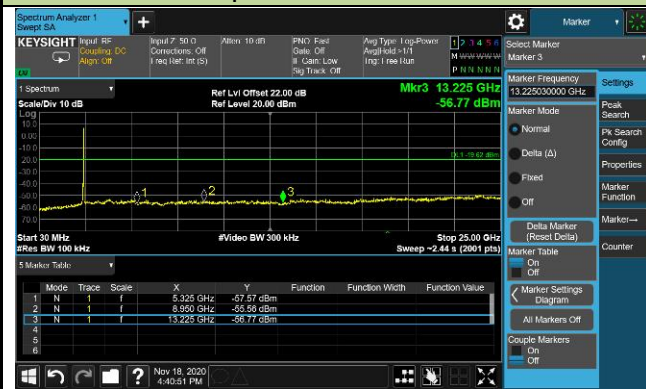 Spectrum Analyzer 1
Swept SA
+
Marker
KEYSIGHT
Input: RF
Coupling: DC
Align: Off
Input Z: 50 Ω
Corrections: Off
Freq Ref: Int (S)
Atten: 10 dB
PNO: Fast
Gate: Off
IF Gain: Low
Sig Track: Off
Avg Type: Log-Power
Avg|Hold: >1/1
Trig: Free Run
1 2 3 4 5 6
M W W W W W
P N N N N N
Select Marker
Marker 3
1 Spectrum
Scale/Div 10 dB
Log
Ref Lvl Offset 22.00 dB
Ref Level 20.00 dBm
Mkr3 13.225 GHz
-56.77 dBm
10.0
0.00
-10.0
-20.0
-30.0
-40.0
-50.0
-60.0
-70.0
DL1 -19.62 dBm
1
2
3
Start 30 MHz
#Res BW 100 kHz
#Video BW 300 kHz
Stop 25.00 GHz
Sweep ~2.44 s (2001 pts)
5 Marker Table
Mode Trace Scale X Y Function Function Width Function Value
1 N 1 f 5.325 GHz -57.57 dBm
2 N 1 f 8.950 GHz -55.56 dBm
3 N 1 f 13.225 GHz -56.77 dBm
4
5
6
Marker Frequency
13.225030000 GHz
Marker Mode
Normal
Delta (Δ)
Fixed
Off
Delta Marker
(Reset Delta)
Marker Table
On
Off
Marker Settings
Diagram
All Markers Off
Couple Markers
On
Off
Settings
Peak
Search
Pk Search
Config
Properties
Marker
Function
Marker→
Counter
?
Nov 18, 2020
4:40:51 PM